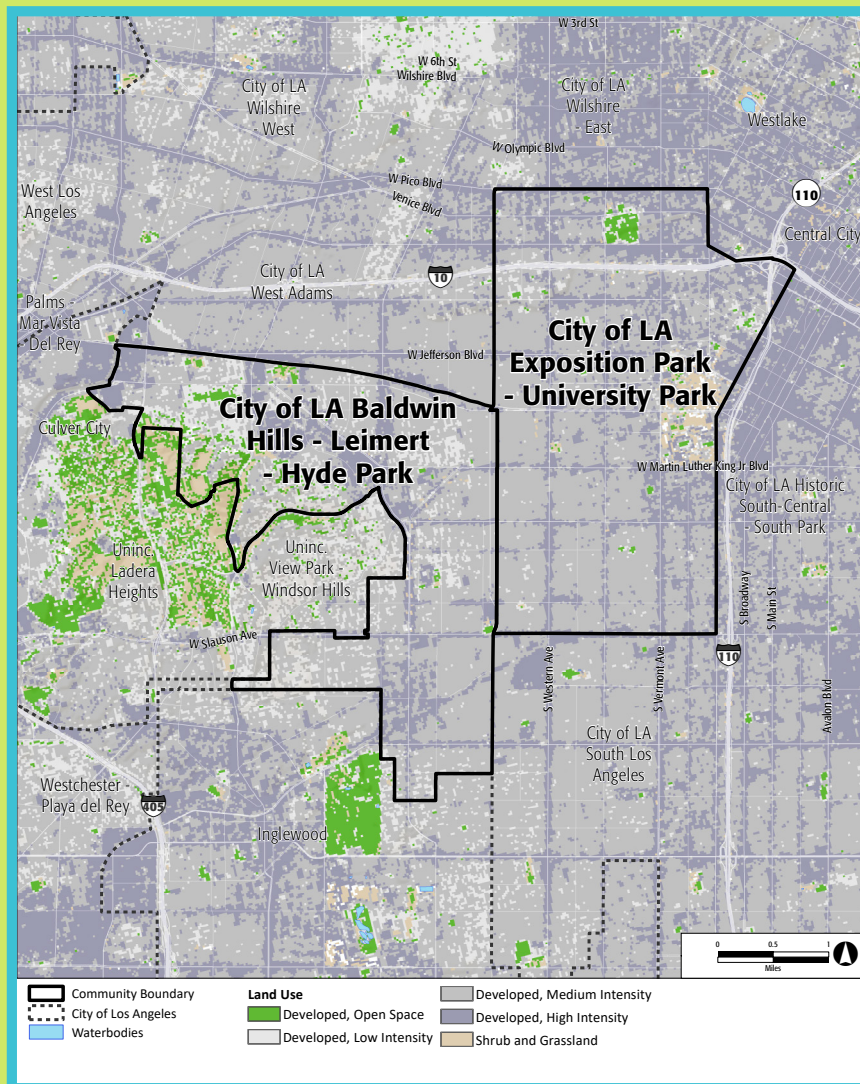 W 3rd St
W 6th St
Wilshire Blvd
City of LA
Wilshire
- West
City of LA
Wilshire
- East
Westlake
W Olympic Blvd
W Pico Blvd
Venice Blvd
West Los
Angeles
110
Central City
City of LA
West Adams
10
Palms -
Mar Vista
Del Rey
W Jefferson Blvd
City of LA
Exposition Park
- University Park
City of LA Baldwin
Hills - Leimert
- Hyde Park
Culver City
W Martin Luther King Jr Blvd
City of LA Historic
South-Central
- South Park
Uninc.
Ladera
Heights
Uninc.
View Park -
Windsor Hills
W Slauson Ave
S Broadway
S Main St
S Western Ave
S Vermont Ave
110
Avalon Blvd
City of LA
South Los
Angeles
Westchester -
Playa del Rey
405
Inglewood
0 0.5 1
Miles
Community Boundary
City of Los Angeles
Waterbodies
Land Use
Developed, Open Space
Developed, Low Intensity
Developed, Medium Intensity
Developed, High Intensity
Shrub and Grassland